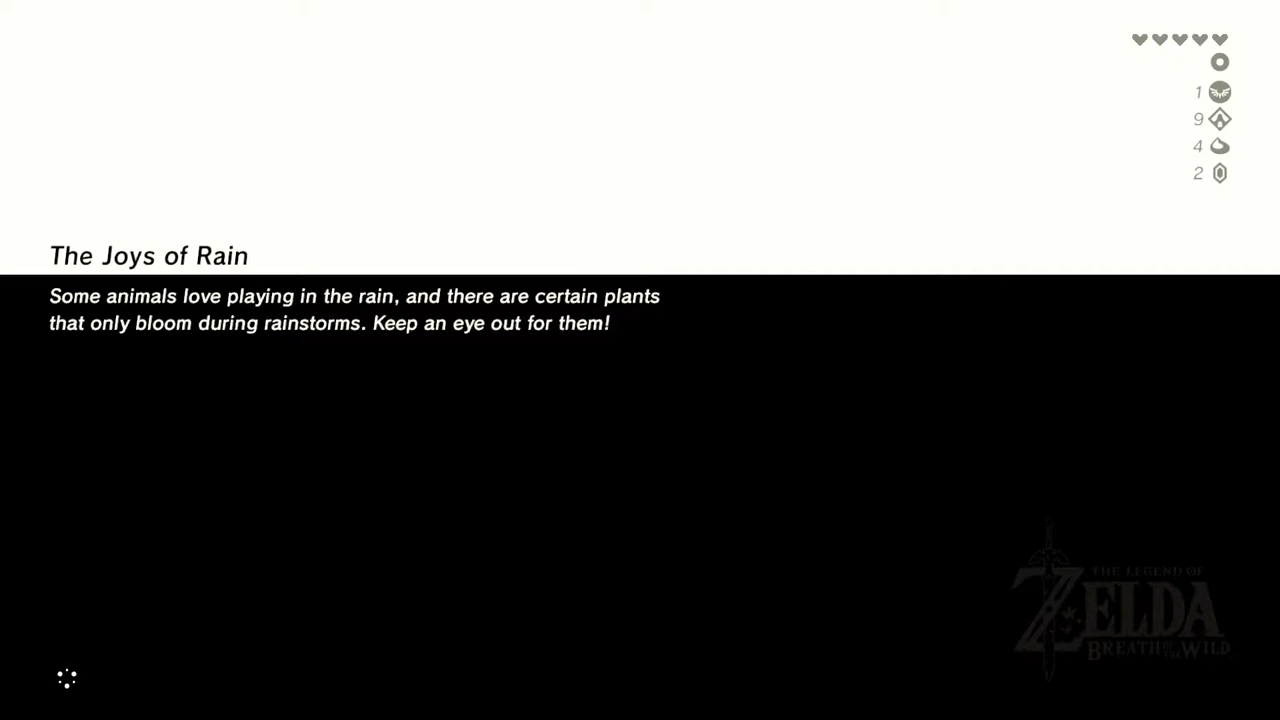 1
9
4
2
The Joys of Rain
Some animals love playing in the rain, and there are certain plants
that only bloom during rainstorms. Keep an eye out for them!
THE LEGEND OF
ZELDA
BREATH OF THE WILD